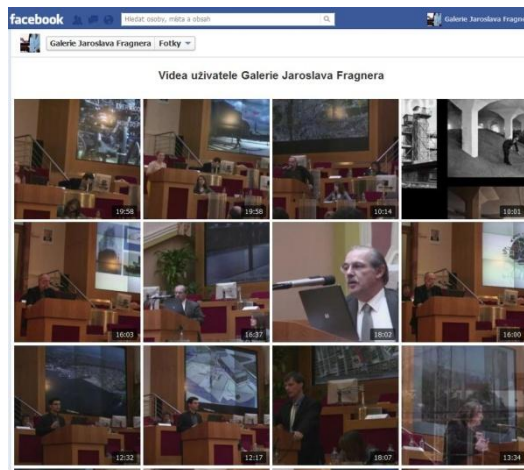 facebook
Hledat osoby, místa a obsah
Galerie Jaroslava Fragne
Galerie Jaroslava Fragnera Fotky
Videa uživatele Galerie Jaroslava Fragnera
19:58 19:58 10:14 18:01
16:03 16:37 18:02 16:00
12:32 12:17 18:07 13:34